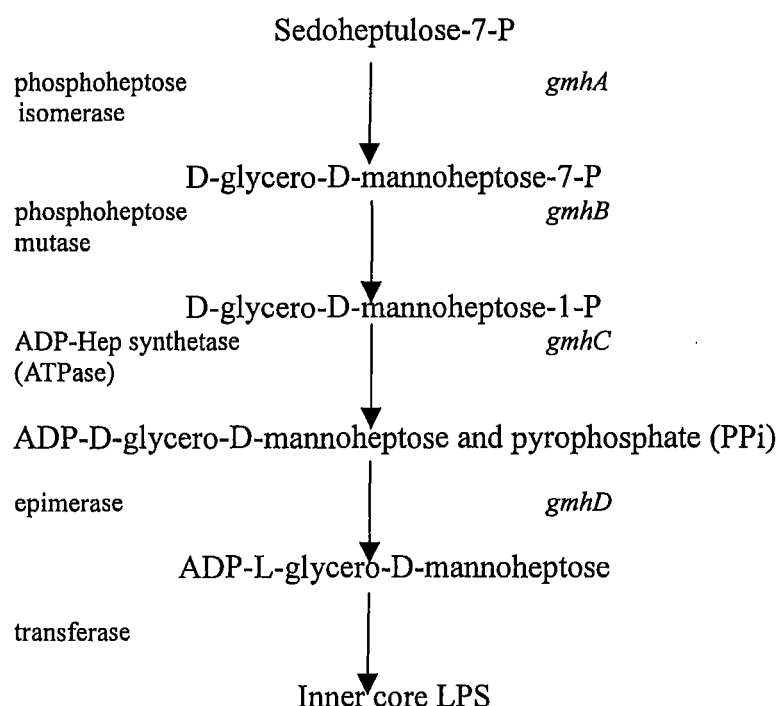 Sedoheptulose-7-P
phosphoheptose
isomerase
gmhA
D-glycero-D-mannoheptose-7-P
phosphoheptose
mutase
gmhB
D-glycero-D-mannoheptose-1-P
ADP-Hep synthetase
(ATPase)
gmhC
ADP-D-glycero-D-mannoheptose and pyrophosphate (PPi)
epimerase
gmhD
ADP-L-glycero-D-mannoheptose
transferase
Inner core LPS